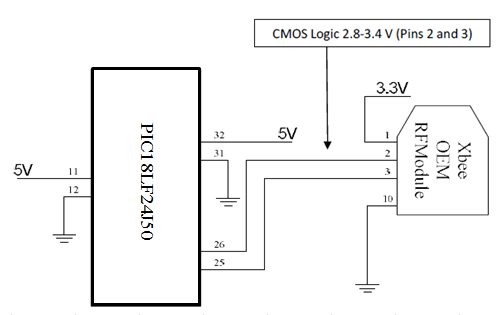 CMOS Logic 2.8-3.4 V (Pins 2 and 3)
3.3V
PIC18LF24J50
32
5V
1
Xbee
OEM
RFModule
31
2
5V
11
3
12
10
26
25